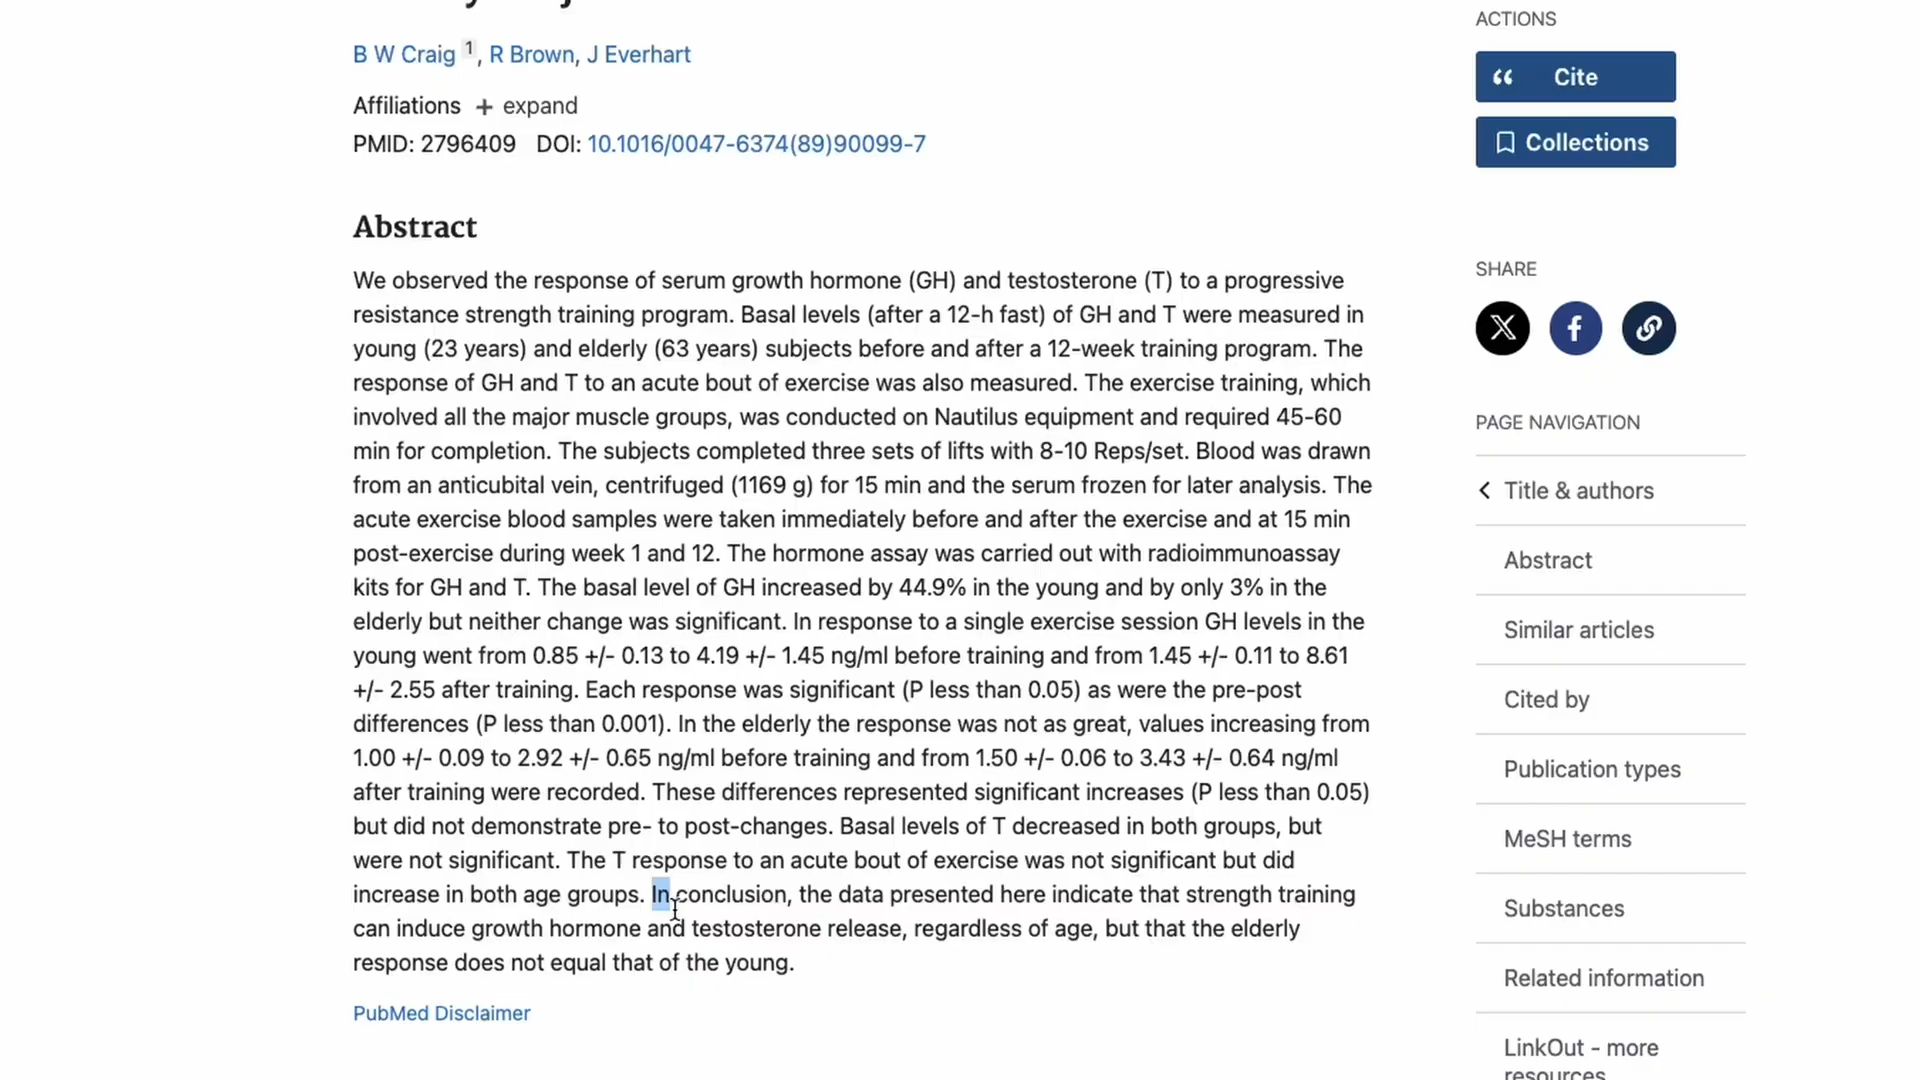 B W Craig 1, R Brown, J Everhart
Affiliations + expand
PMID: 2796409 DOI: 10.1016/0047-6374(89)90099-7
Abstract
We observed the response of serum growth hormone (GH) and testosterone (T) to a progressive
resistance strength training program. Basal levels (after a 12-h fast) of GH and T were measured in
young (23 years) and elderly (63 years) subjects before and after a 12-week training program. The
response of GH and T to an acute bout of exercise was also measured. The exercise training, which
involved all the major muscle groups, was conducted on Nautilus equipment and required 45-60
min for completion. The subjects completed three sets of lifts with 8-10 Reps/set. Blood was drawn
from an anticubital vein, centrifuged (1169 g) for 15 min and the serum frozen for later analysis. The
acute exercise blood samples were taken immediately before and after the exercise and at 15 min
post-exercise during week 1 and 12. The hormone assay was carried out with radioimmunoassay
kits for GH and T. The basal level of GH increased by 44.9% in the young and by only 3% in the
elderly but neither change was significant. In response to a single exercise session GH levels in the
young went from 0.85 +/- 0.13 to 4.19 +/- 1.45 ng/ml before training and from 1.45 +/- 0.11 to 8.61
+/- 2.55 after training. Each response was significant (P less than 0.05) as were the pre-post
differences (P less than 0.001). In the elderly the response was not as great, values increasing from
1.00 +/- 0.09 to 2.92 +/- 0.65 ng/ml before training and from 1.50 +/- 0.06 to 3.43 +/- 0.64 ng/ml
after training were recorded. These differences represented significant increases (P less than 0.05)
but did not demonstrate pre- to post-changes. Basal levels of T decreased in both groups, but
were not significant. The T response to an acute bout of exercise was not significant but did
increase in both age groups. In conclusion, the data presented here indicate that strength training
can induce growth hormone and testosterone release, regardless of age, but that the elderly
response does not equal that of the young.
PubMed Disclaimer
ACTIONS
Cite
Collections
SHARE
PAGE NAVIGATION
Title & authors
Abstract
Similar articles
Cited by
Publication types
MeSH terms
Substances
Related information
LinkOut - more
resources